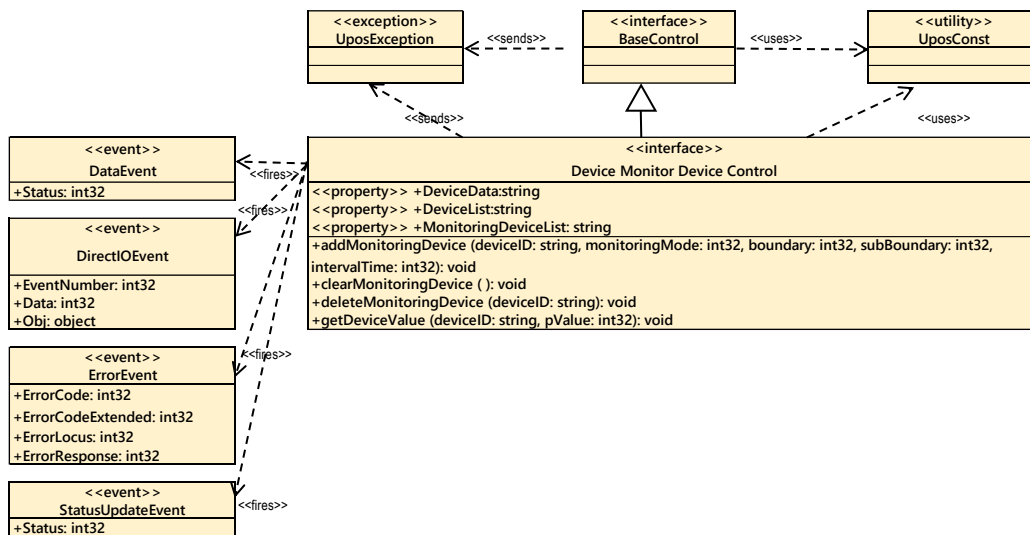 <<exception>>
UposException
<<sends>>
<<interface>>
BaseControl
<<uses>>
<<utility>>
UposConst
<<sends>>
<<uses>>
<<event>>
DataEvent
+Status: int32
<<fires>>
<<interface>>
Device Monitor Device Control
<<property>> +DeviceData:string
<<property>> +DeviceList:string
<<property>> +MonitoringDeviceList: string
+addMonitoringDevice (deviceID: string, monitoringMode: int32, boundary: int32, subBoundary: int32,
intervalTime: int32): void
+clearMonitoringDevice ( ): void
+deleteMonitoringDevice (deviceID: string): void
+getDeviceValue (deviceID: string, pValue: int32): void
<<fires>>
<<event>>
DirectIOEvent
+EventNumber: int32
+Data: int32
+Obj: object
<<fires>>
<<event>>
ErrorEvent
+ErrorCode: int32
+ErrorCodeExtended: int32
+ErrorLocus: int32
+ErrorResponse: int32
<<event>>
StatusUpdateEvent
+Status: int32
<<fires>>